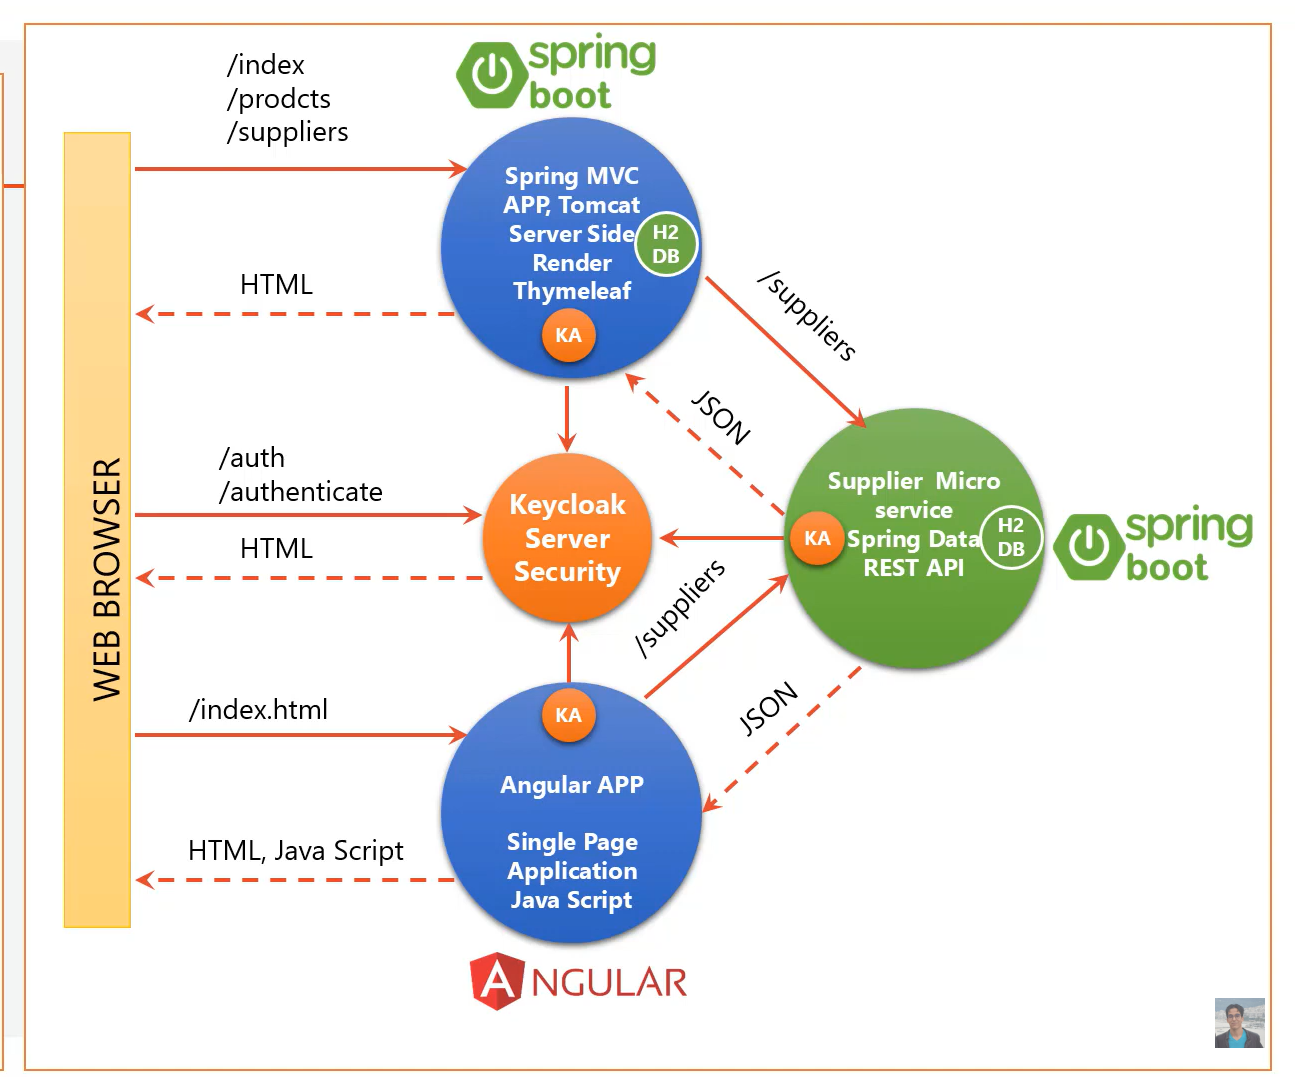 /index
/prodcts
/suppliers
spring
boot
Spring MVC
APP, Tomcat
Server Side
Render
Thymeleaf
H2
DB
KA
HTML
/suppliers
JSON
WEB BROWSER
/auth
/authenticate
HTML
Keycloak
Server
Security
Supplier Micro
service
Spring Data
REST API
KA
H2
DB
spring
boot
/suppliers
JSON
/index.html
KA
Angular APP
Single Page
Application
Java Script
HTML, Java Script
ANGULAR